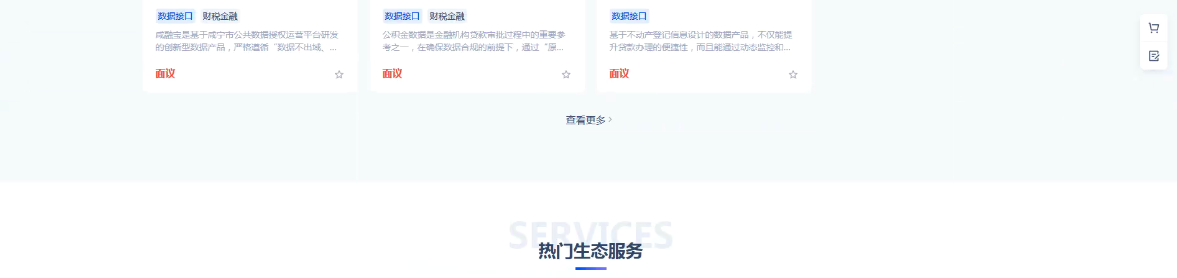 数据接口 财税金融
咸融宝是基于咸宁市公共数据授权运营平台研发
的创新型数据产品，严格遵循“数据不出域、...
面议
数据接口 财税金融
公积金数据是金融机构贷款审批过程中的重要参
考之一，在确保数据合规的前提下，通过“原...
面议
数据接口
基于不动产登记信息设计的数据产品，不仅能提
升贷款办理的便捷性，而且能通过动态监控和...
面议
查看更多 >
SERVICES
热门生态服务